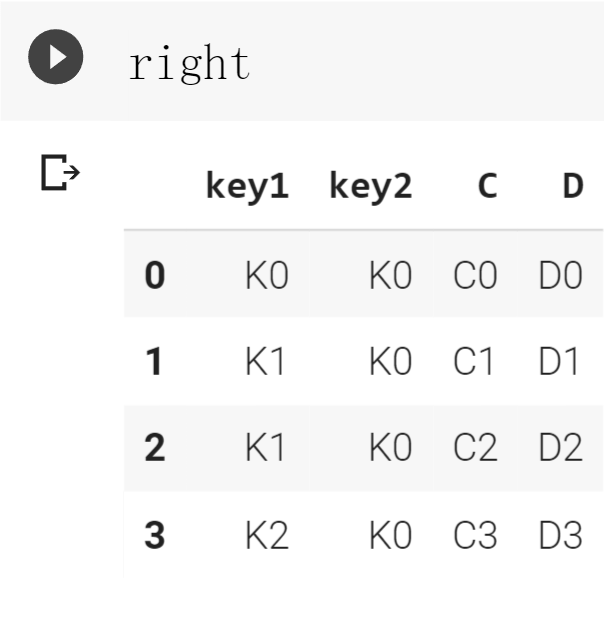 right
key1 key2 C D
0 K0 K0 C0 D0
1 K1 K0 C1 D1
2 K1 K0 C2 D2
3 K2 K0 C3 D3